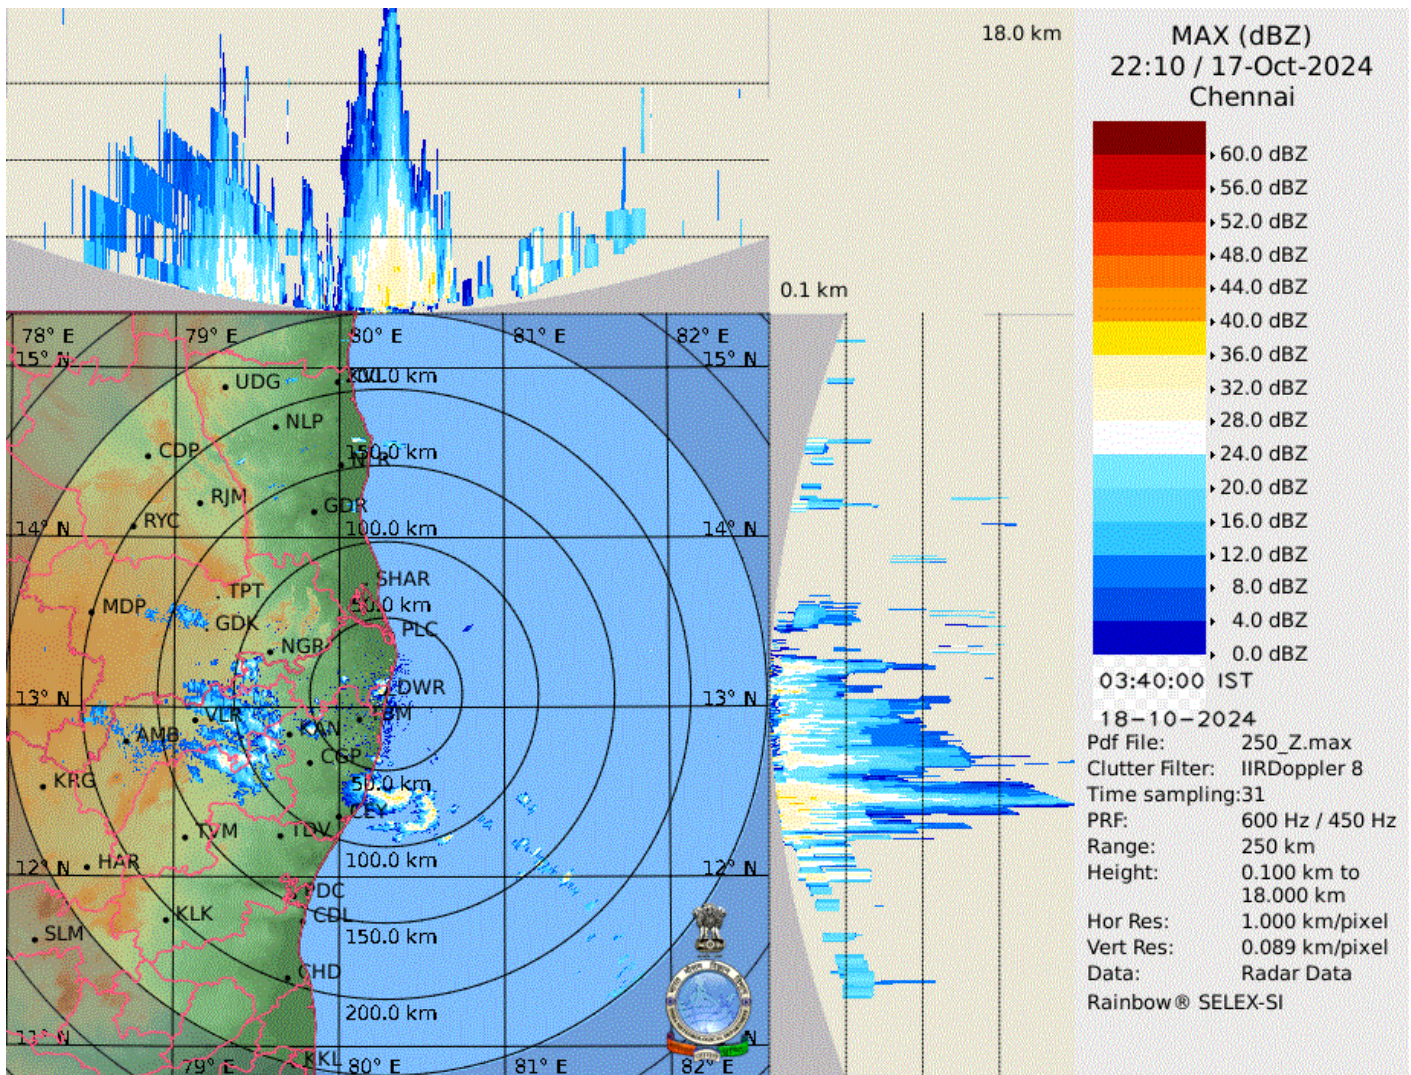 18.0 km
0.1 km
MAX (dBZ)
22:10 / 17-Oct-2024
Chennai
60.0 dBZ
56.0 dBZ
52.0 dBZ
48.0 dBZ
44.0 dBZ
40.0 dBZ
36.0 dBZ
32.0 dBZ
28.0 dBZ
24.0 dBZ
20.0 dBZ
16.0 dBZ
12.0 dBZ
8.0 dBZ
4.0 dBZ
0.0 dBZ
03:40:00 IST
18-10-2024
Pdf File: 250_Z.max
Clutter Filter: IIRDoppler 8
Time sampling:31
PRF: 600 Hz / 450 Hz
Range: 250 km
Height: 0.100 km to
18.000 km
Hor Res: 1.000 km/pixel
Vert Res: 0.089 km/pixel
Data: Radar Data
Rainbow® SELEX-SI
78° E 79° E 80° E 81° E 82° E
15° N 15° N
UDG
NLP
CDP
150.0 km
RJM
GDR
RYC
14° N 100.0 km 14° N
SHAR
TPT
MDP 50.0 km
GDK PLC
NGR
DWR
13° N 13° N
VLR
AMB KAN
CGP
KRG 50.0 km
CEY
TVM TDV
HAR 100.0 km
12° N 12° N
PDC
KLK CDL
SLM 150.0 km
CHD
200.0 km
11° N 11° N
KKL
79° E 80° E 81° E 82° E